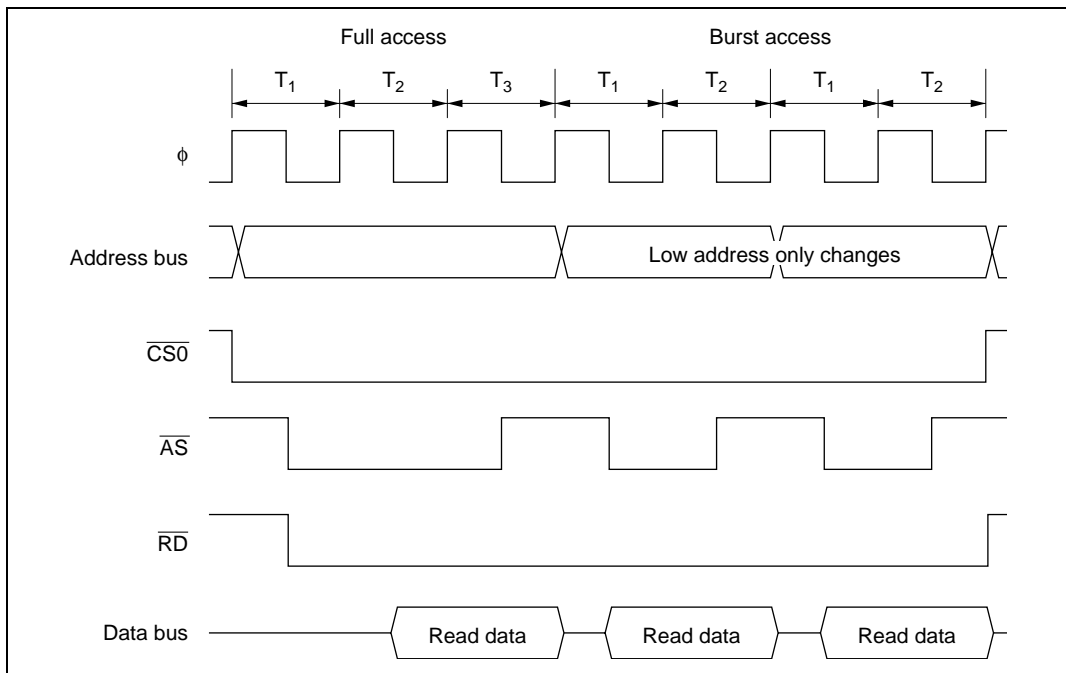 Full access Burst access
T1 T2 T3 T1 T2 T1 T2
ϕ
Address bus Low address only changes
CS0
AS
RD
Data bus Read data Read data Read data